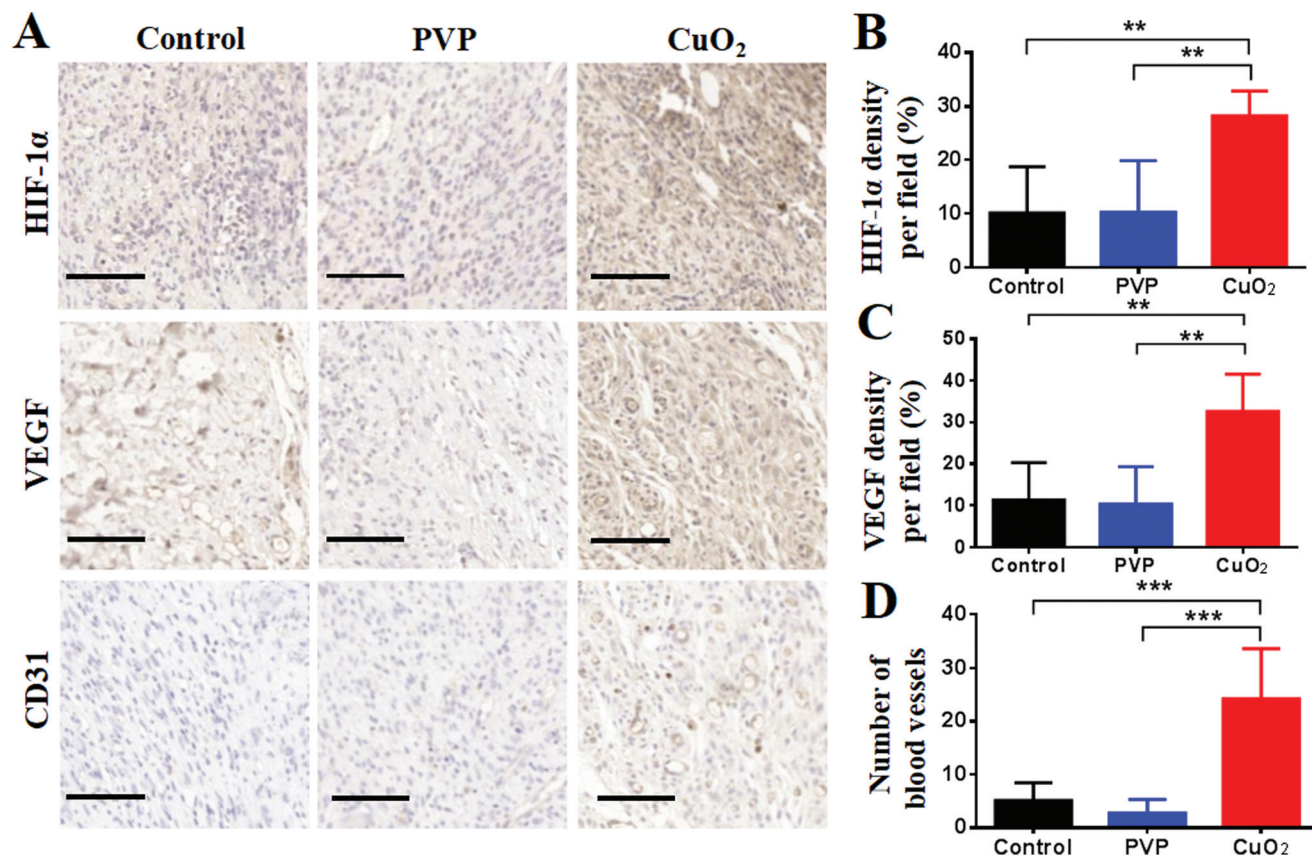 A
Control PVP CuO₂
HIF-1α
VEGF
CD31
B
HIF-1α density
per field (%)
40
30
20
10
0
**
**
Control PVP CuO₂
C
VEGF density
per field (%)
50
40
30
20
10
0
**
**
Control PVP CuO₂
D
Number of
blood vessels
40
30
20
10
0
***
***
Control PVP CuO₂